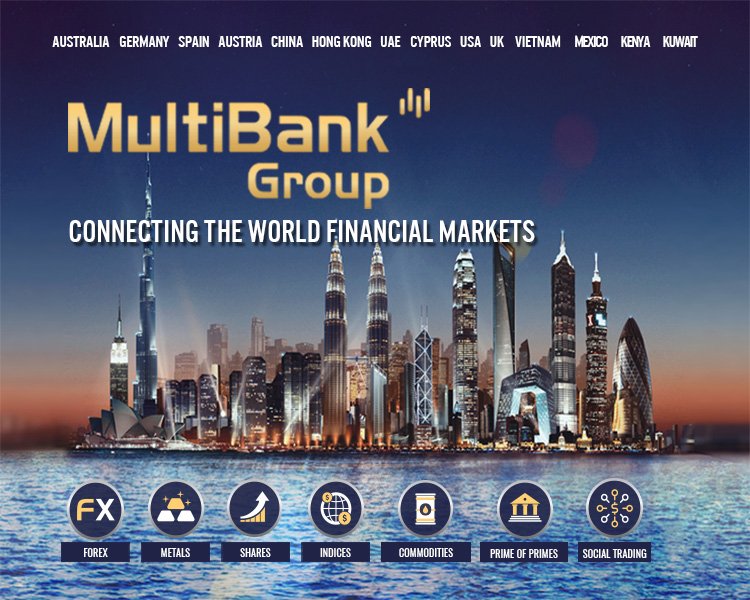 AUSTRALIA GERMANY SPAIN AUSTRIA CHINA HONG KONG UAE CYPRUS USA UK VIETNAM MEXICO KENYA KUWAIT
MultiBank
Group
CONNECTING THE WORLD FINANCIAL MARKETS
FX
$
$
$
FOREX METALS SHARES INDICES COMMODITIES PRIME OF PRIMES SOCIAL TRADING